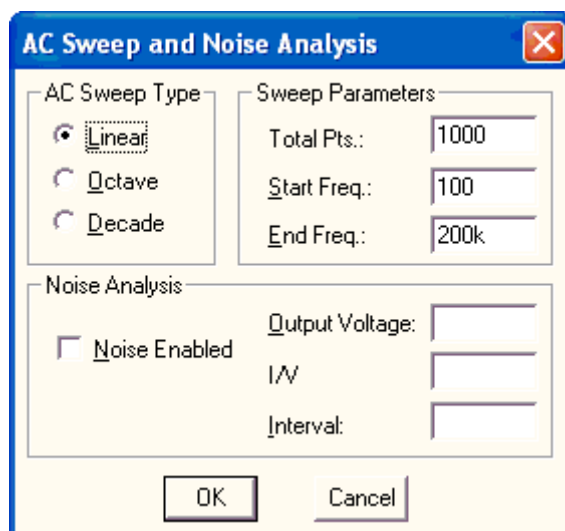 AC Sweep and Noise Analysis
AC Sweep Type
Linear
Octave
Decade
Sweep Parameters
Total Pts.: 1000
Start Freq.: 100
End Freq.: 200k
Noise Analysis
Noise Enabled
Output Voltage:
I/V
Interval:
OK Cancel